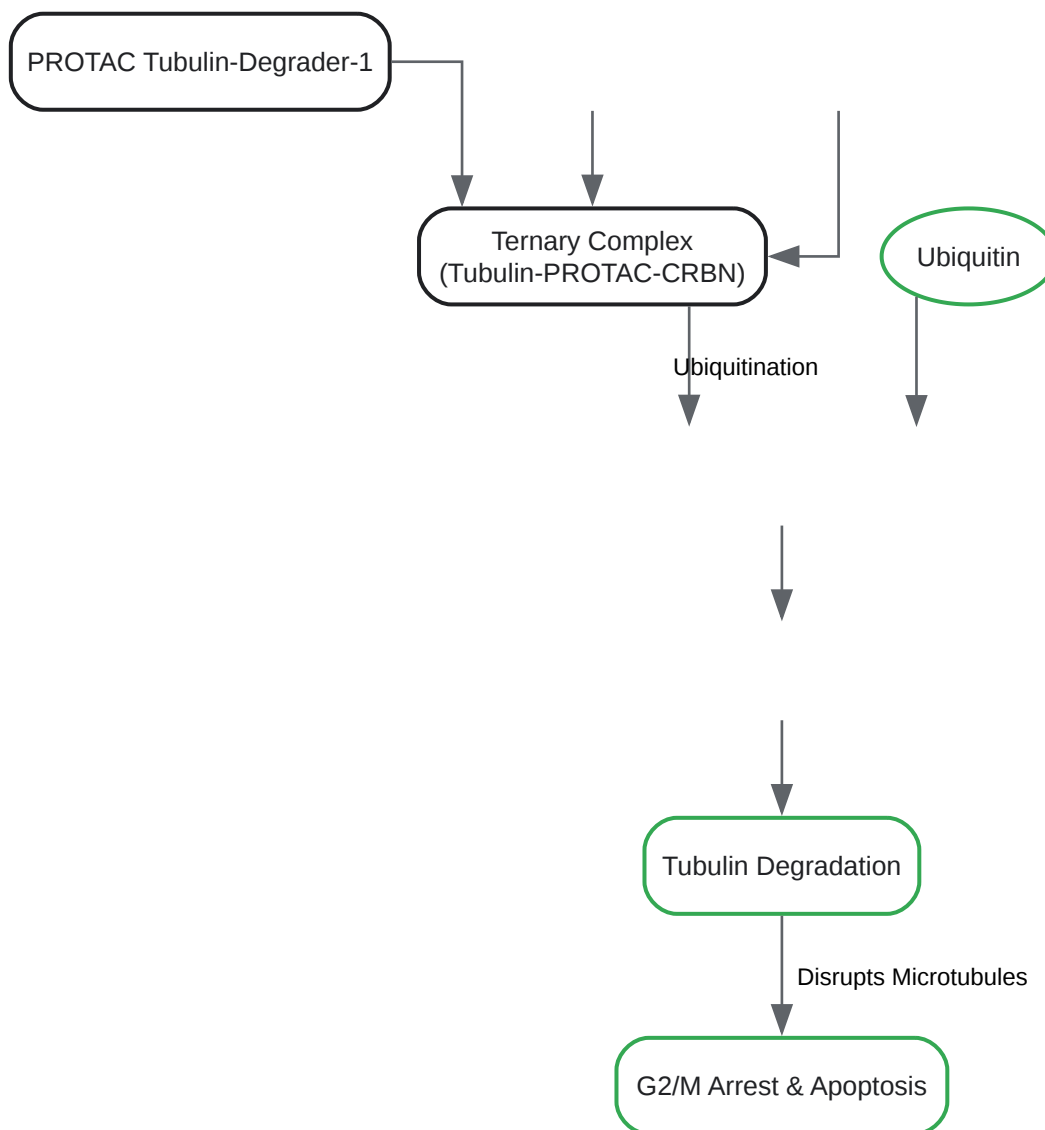 PROTAC Tubulin-Degrader-1
Ternary Complex
(Tubulin-PROTAC-CRBN)
Ubiquitin
Ubiquitination
Tubulin Degradation
Disrupts Microtubules
G2/M Arrest & Apoptosis